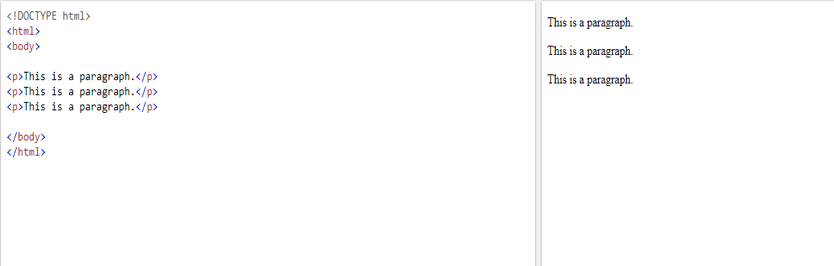 <!DOCTYPE html>
<html>
<body>
<p>This is a paragraph.</p>
<p>This is a paragraph.</p>
<p>This is a paragraph.</p>
</body>
</html>
This is a paragraph.
This is a paragraph.
This is a paragraph.